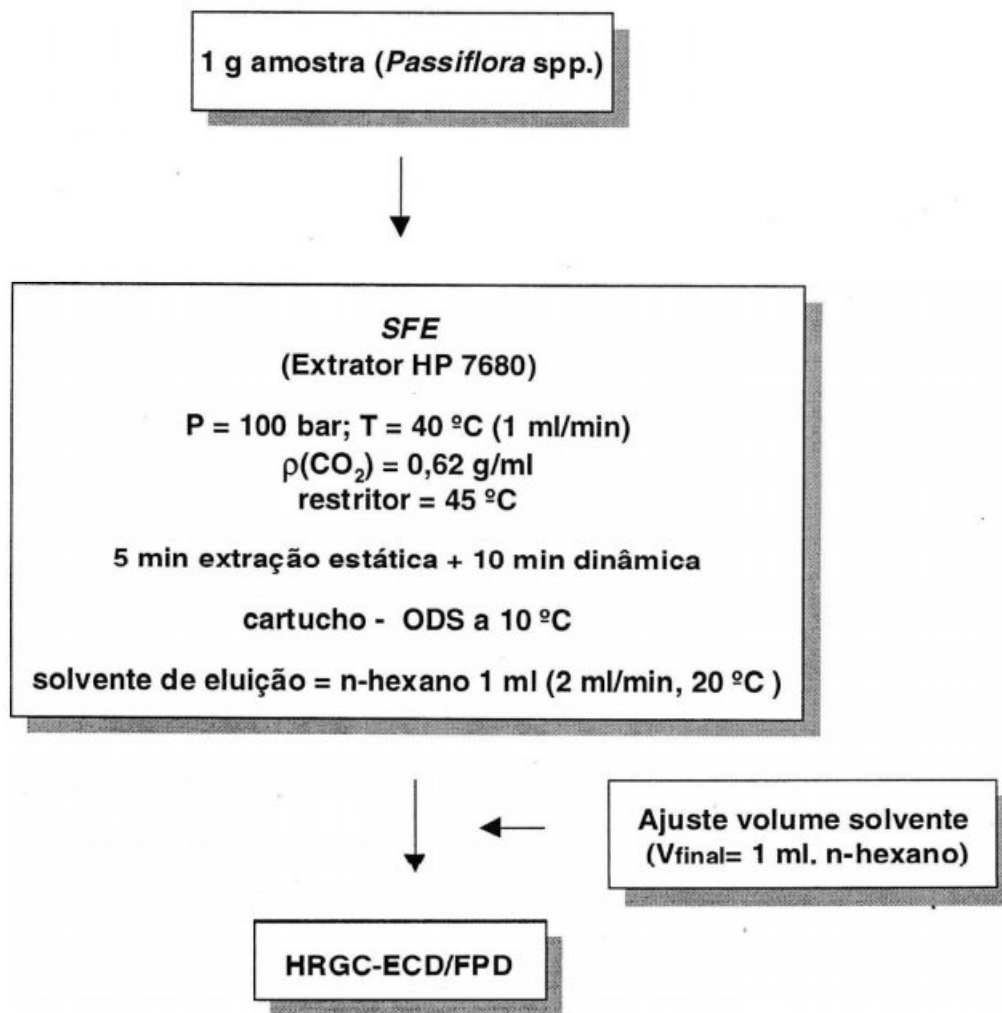 1 g amostra (Passiflora spp.)
SFE
(Extrator HP 7680)
P = 100 bar; T = 40 ºC (1 ml/min)
ρ(CO₂) = 0,62 g/ml
restritor = 45 ºC
5 min extração estática + 10 min dinâmica
cartucho - ODS a 10 ºC
solvente de eluição = n-hexano 1 ml (2 ml/min, 20 ºC )
Ajuste volume solvente
(Vfinal= 1 ml. n-hexano)
HRGC-ECD/FPD